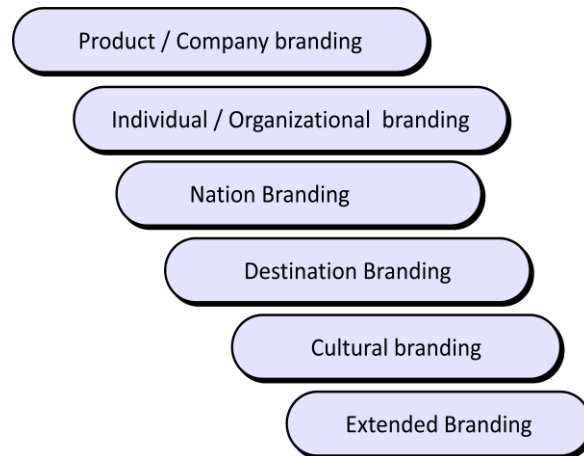 Product / Company branding
Individual / Organizational branding
Nation Branding
Destination Branding
Cultural branding
Extended Branding